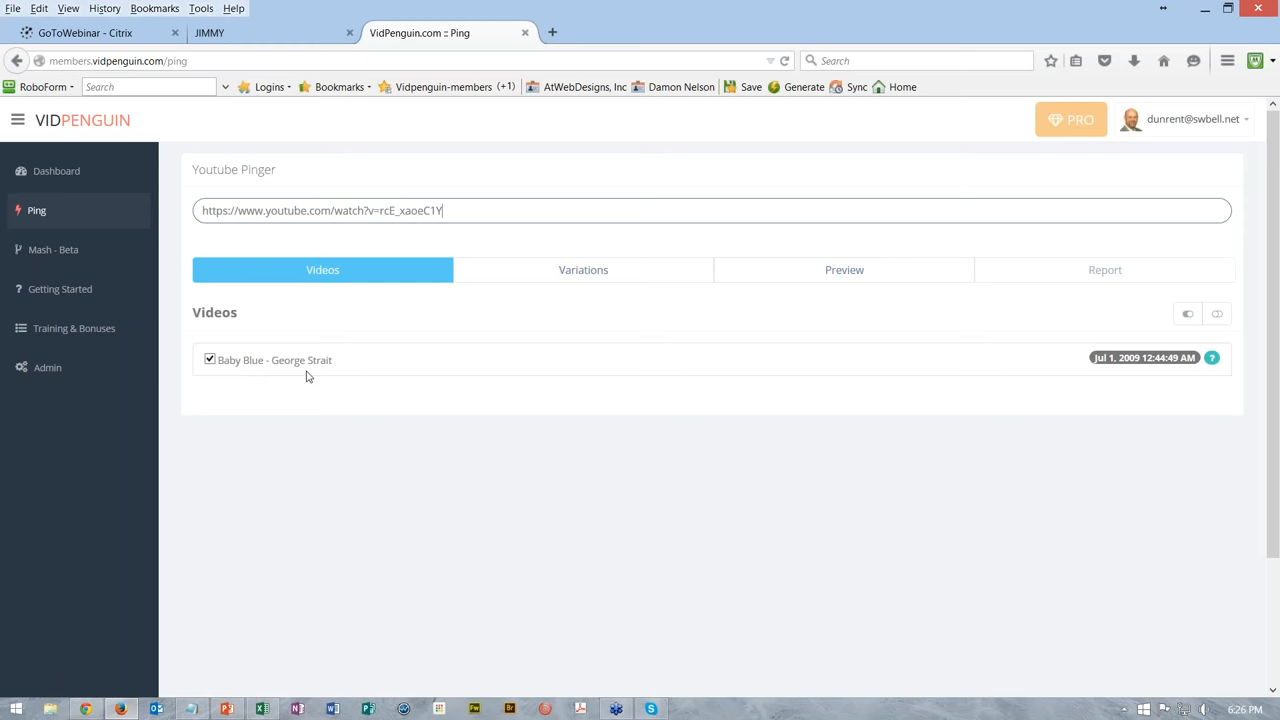 File Edit View History Bookmarks Tools Help
GoToWebinar - Citrix × JIMMY × VidPenguin.com :: Ping × +
members.vidpenguin.com/ping Search
RoboForm Search Logins Bookmarks Vidpenguin-members (+1) AtWebDesigns, Inc Damon Nelson Save Generate Sync Home
VIDPENGUIN PRO dunrent@swbell.net
Dashboard
Ping
Mash - Beta
Getting Started
Training & Bonuses
Admin
Youtube Pinger
https://www.youtube.com/watch?v=rcE_xaoeC1Y
Videos Variations Preview Report
Videos
Baby Blue - George Strait Jul 1, 2009 12:44:49 AM ?
6:26 PM